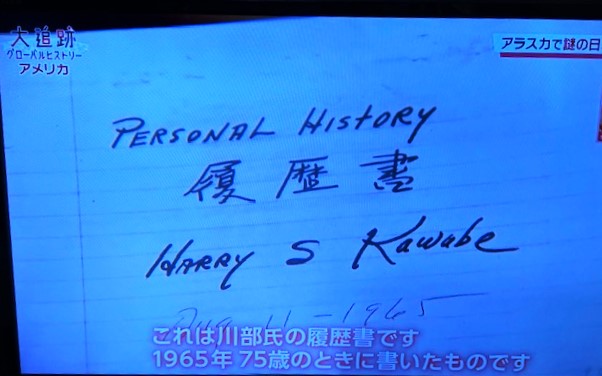 大追跡
グローバルヒストリー
アメリカ
アラスカで謎の日
PERSONAL HISTORY
履歴書
HARRY S Kawabe
Aug 11-1965
これは川部氏の履歴書です
1965年 75歳のときに書いたものです